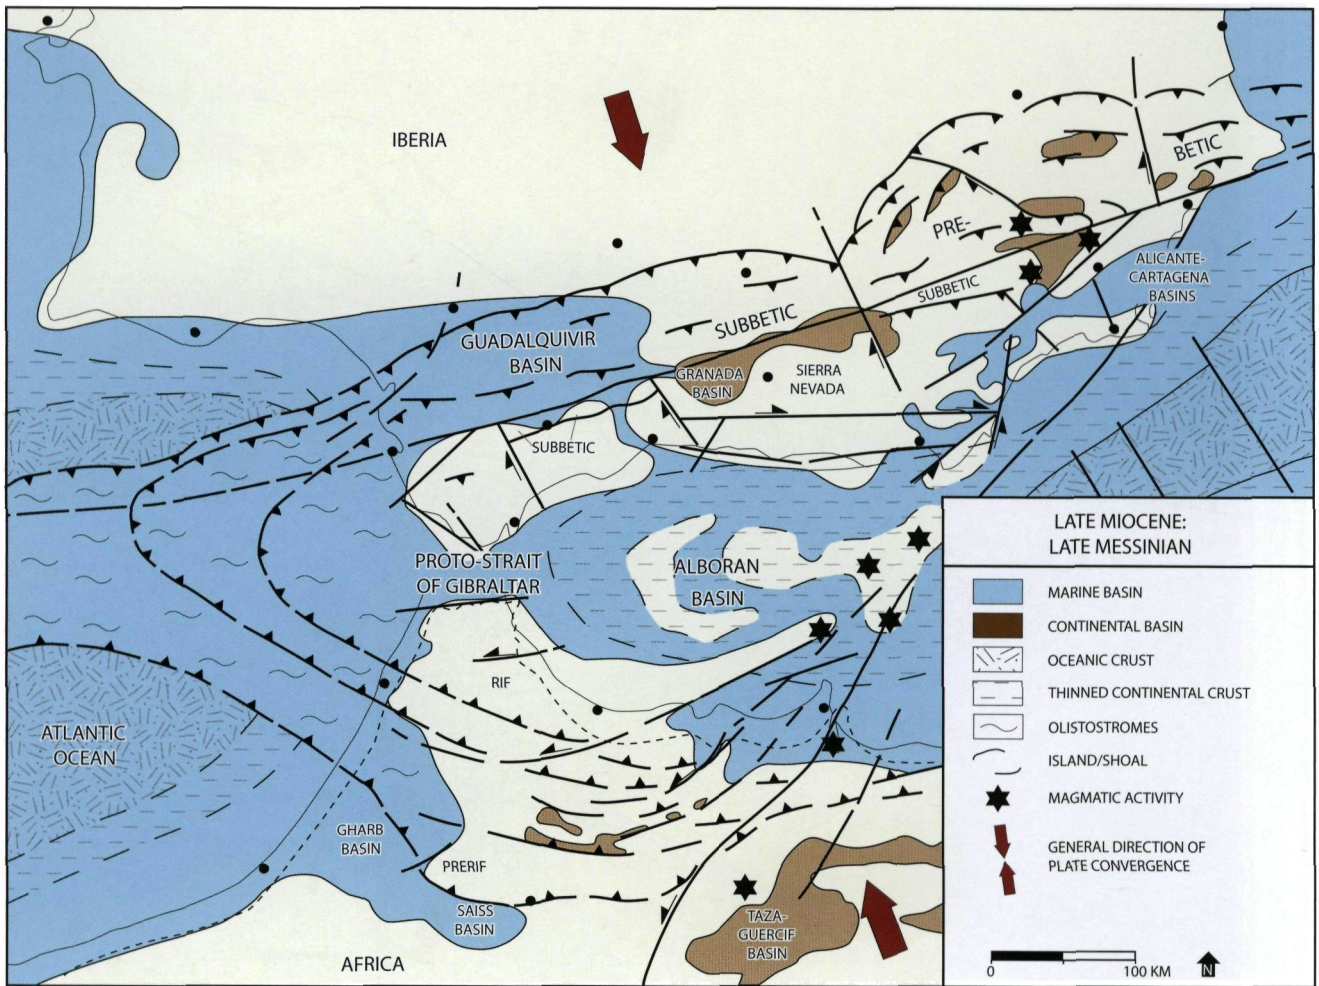 IBERIA
BETIC
PRE-
ALICANTE-
CARTAGENA
BASINS
SUBBETIC
SUBBETIC
GUADALQUIVIR
BASIN
GRANADA
BASIN
SIERRA
NEVADA
SUBBETIC
PROTO-STRAIT
OF GIBRALTAR
ALBORAN
BASIN
RIF
ATLANTIC
OCEAN
GHARB
BASIN
PRERIF
SAISS
BASIN
TAZA-
GUERCIF
BASIN
AFRICA
LATE MIOCENE:
LATE MESSINIAN
MARINE BASIN
CONTINENTAL BASIN
OCEANIC CRUST
THINNED CONTINENTAL CRUST
OLISTOSTROMES
ISLAND/SHOAL
MAGMATIC ACTIVITY
GENERAL DIRECTION OF
PLATE CONVERGENCE
0 100 KM N